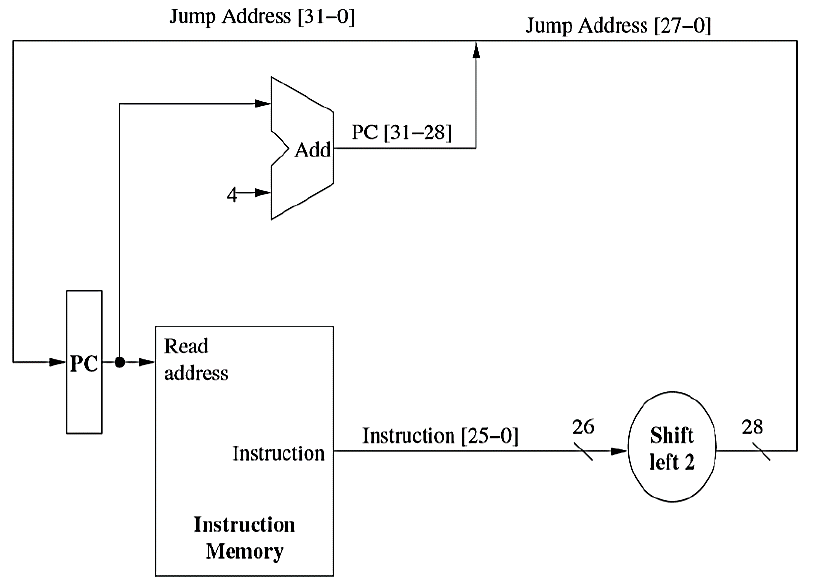 Jump Address [31–0]
Jump Address [27–0]
PC [31–28]
Add
4
PC
Read
address
Instruction [25–0]
26
28
Shift
left 2
Instruction
Instruction
Memory